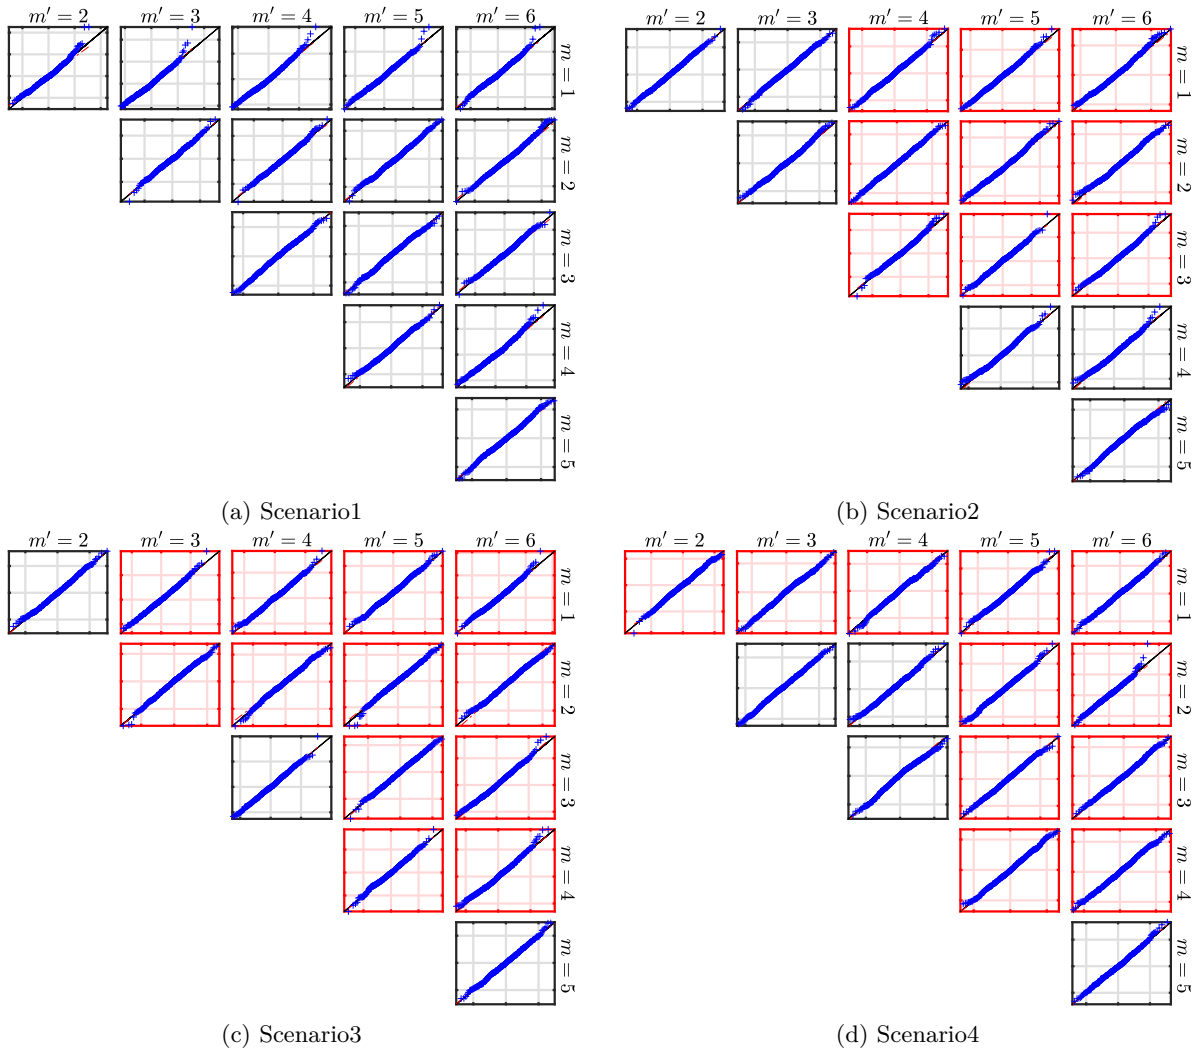 m′ = 2 m′ = 3 m′ = 4 m′ = 5 m′ = 6
m = 1
m = 2
m = 3
m = 4
m = 5
(a) Scenario1
m′ = 2 m′ = 3 m′ = 4 m′ = 5 m′ = 6
m = 1
m = 2
m = 3
m = 4
m = 5
(b) Scenario2
m′ = 2 m′ = 3 m′ = 4 m′ = 5 m′ = 6
m = 1
m = 2
m = 3
m = 4
m = 5
(c) Scenario3
m′ = 2 m′ = 3 m′ = 4 m′ = 5 m′ = 6
m = 1
m = 2
m = 3
m = 4
m = 5
(d) Scenario4